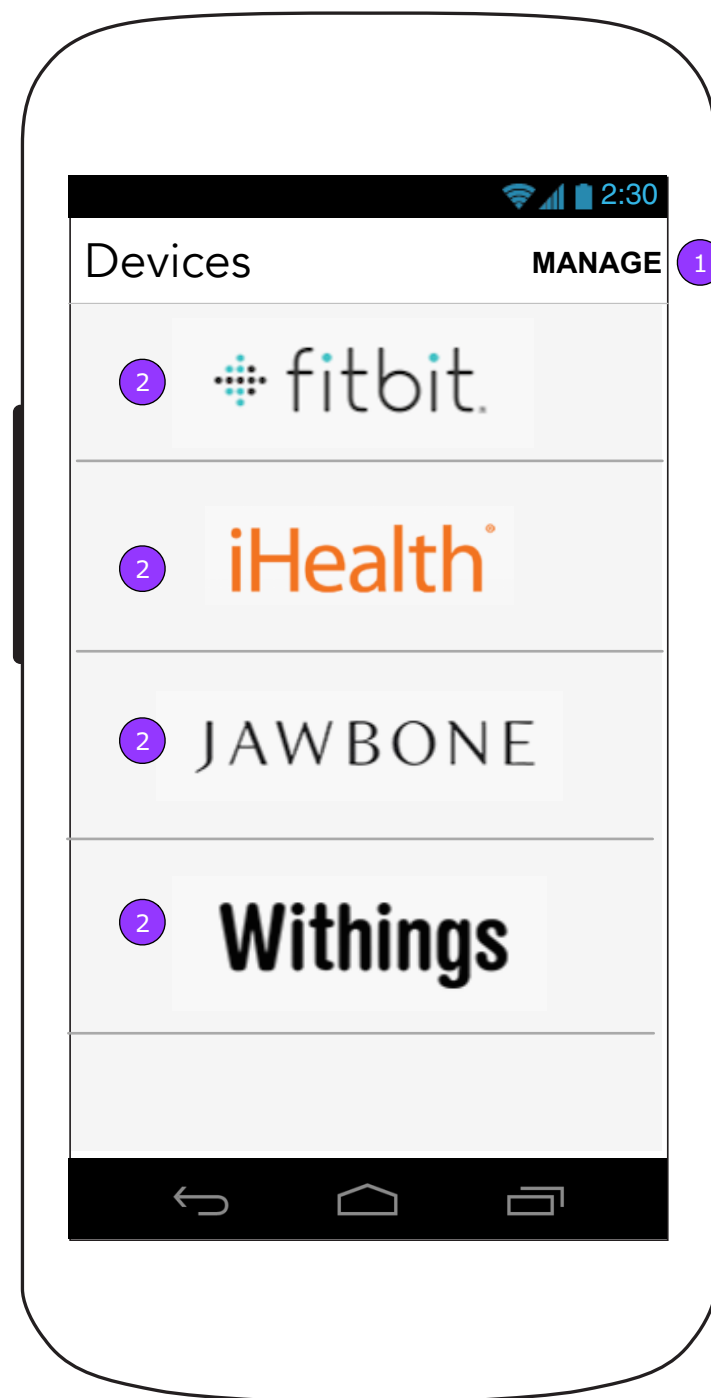 2:30
Devices MANAGE 1
2 fitbit.
2 iHealth®
2 JAWBONE
2 Withings